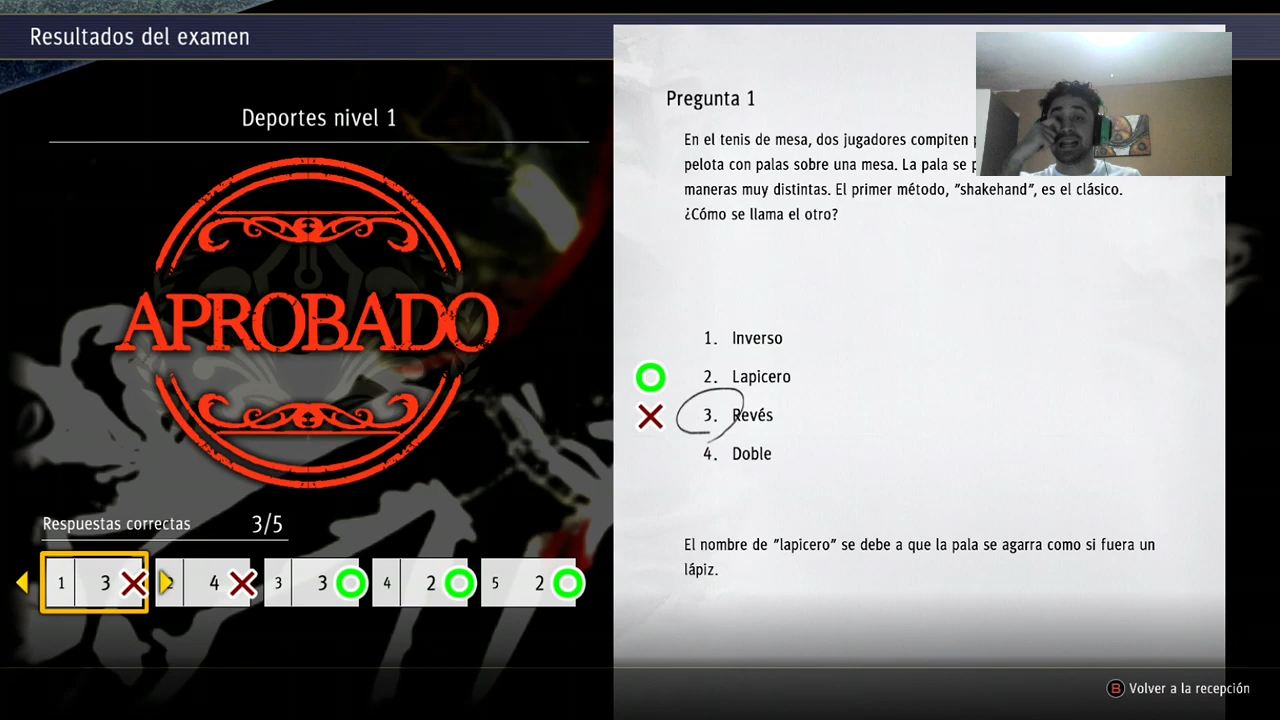 Resultados del examen
Deportes nivel 1
APROBADO
Respuestas correctas 3/5
1 3 2 4 3 3 4 2 5 2
Pregunta 1
En el tenis de mesa, dos jugadores compiten
pelota con palas sobre una mesa. La pala se
maneras muy distintas. El primer método, "shakehand", es el clásico.
¿Cómo se llama el otro?
1. Inverso
2. Lapicero
3. Revés
4. Doble
El nombre de "lapicero" se debe a que la pala se agarra como si fuera un
lápiz.
B Volver a la recepción